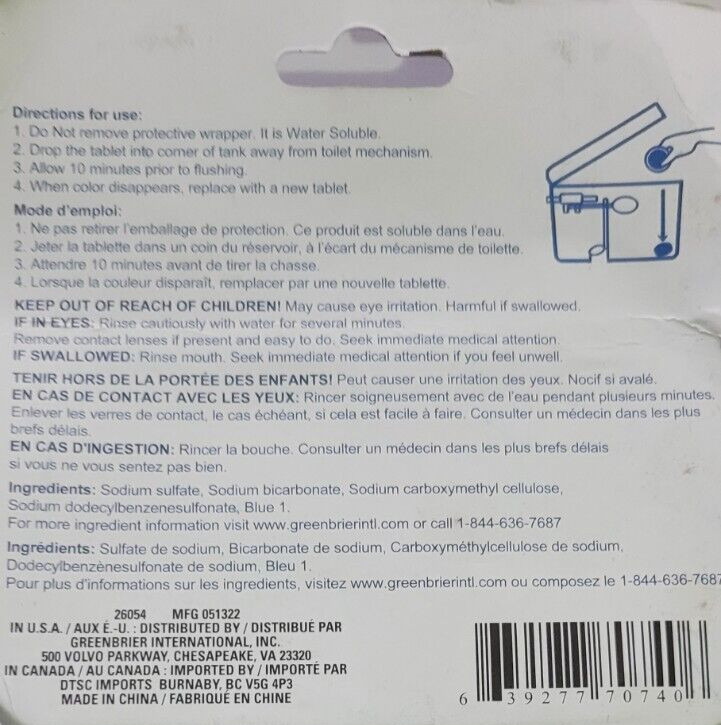 Directions for use:
1. Do Not remove protective wrapper. It is Water Soluble.
2. Drop the tablet into corner of tank away from toilet mechanism.
3. Allow 10 minutes prior to flushing.
4. When color disappears, replace with a new tablet.
Mode d'emploi:
1. Ne pas retirer l'emballage de protection. Ce produit est soluble dans l'eau.
2. Jeter la tablette dans un coin du réservoir, à l'écart du mécanisme de toilette.
3. Attendre 10 minutes avant de tirer la chasse.
4. Lorsque la couleur disparaît, remplacer par une nouvelle tablette.
KEEP OUT OF REACH OF CHILDREN! May cause eye irritation. Harmful if swallowed.
IF IN EYES: Rinse cautiously with water for several minutes.
Remove contact lenses if present and easy to do. Seek immediate medical attention.
IF SWALLOWED: Rinse mouth. Seek immediate medical attention if you feel unwell.
TENIR HORS DE LA PORTÉE DES ENFANTS! Peut causer une irritation des yeux. Nocif si avalé.
EN CAS DE CONTACT AVEC LES YEUX: Rincer soigneusement avec de l'eau pendant plusieurs minutes.
Enlever les verres de contact, le cas échéant, si cela est facile à faire. Consulter un médecin dans les plus
brefs délais.
EN CAS D'INGESTION: Rincer la bouche. Consulter un médecin dans les plus brefs délais
si vous ne vous sentez pas bien.
Ingredients: Sodium sulfate, Sodium bicarbonate, Sodium carboxymethyl cellulose,
Sodium dodecylbenzenesulfonate, Blue 1.
For more ingredient information visit www.greenbrierintl.com or call 1-844-636-7687
Ingrédients: Sulfate de sodium, Bicarbonate de sodium, Carboxyméthylcellulose de sodium,
Dodecylbenzènesulfonate de sodium, Bleu 1.
Pour plus d'informations sur les ingredients, visitez www.greenbrierintl.com ou composez le 1-844-636-7687
26054 MFG 051322
IN U.S.A. / AUX É.-U. : DISTRIBUTED BY / DISTRIBUÉ PAR
GREENBRIER INTERNATIONAL, INC.
500 VOLVO PARKWAY, CHESAPEAKE, VA 23320
IN CANADA / AU CANADA : IMPORTED BY / IMPORTÉ PAR
DTSC IMPORTS BURNABY, BC V5G 4P3
MADE IN CHINA / FABRIQUÉ EN CHINE
6 39277 70740